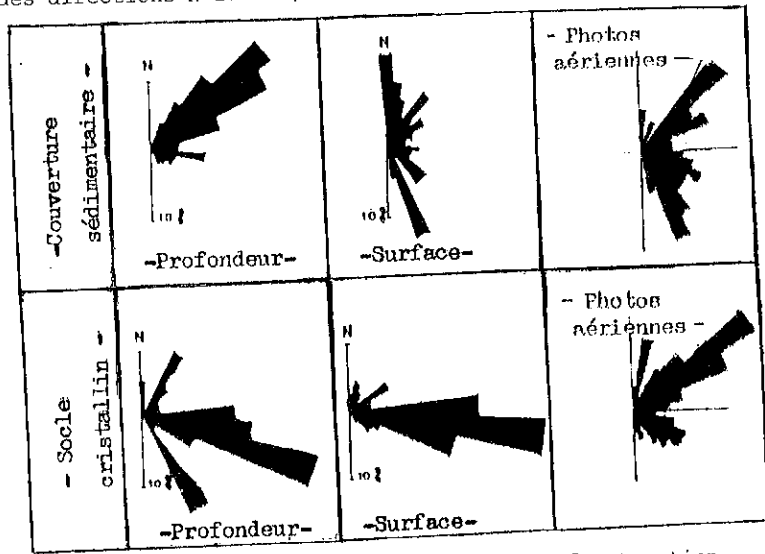 des directions
-Couverture
sédimentaire -
N
10 %
-Profondeur-
N
10 %
-Surface-
- Photos
aériennes -
- Socle
cristallin -
N
10 %
-Profondeur-
N
10 %
-Surface-
- Photos
aériennes -